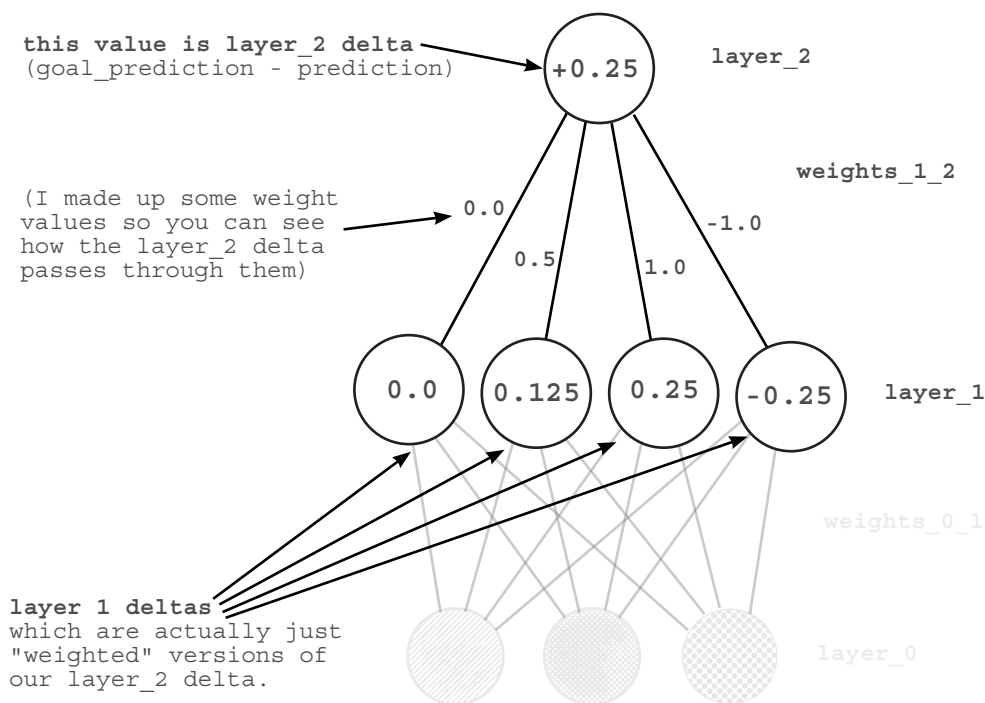 this value is layer_2 delta
(goal_prediction - prediction)
+0.25
layer_2
weights_1_2
(I made up some weight
values so you can see
how the layer_2 delta
passes through them)
0.0
0.5
1.0
-1.0
0.0
0.125
0.25
-0.25
layer_1
weights_0_1
layer 1 deltas
which are actually just
"weighted" versions of
our layer_2 delta.
layer_0